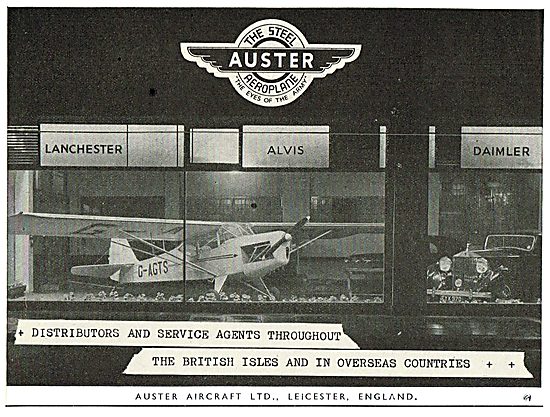 THE STEEL
AUSTER
AEROPLANE
"THE EYES OF THE ARMY"
LANCHESTER
ALVIS
DAIMLER
G-AGTS
+ DISTRIBUTORS AND SERVICE AGENTS THROUGHOUT
THE BRITISH ISLES AND IN OVERSEAS COUNTRIES + +
AUSTER AIRCRAFT LTD., LEICESTER, ENGLAND.